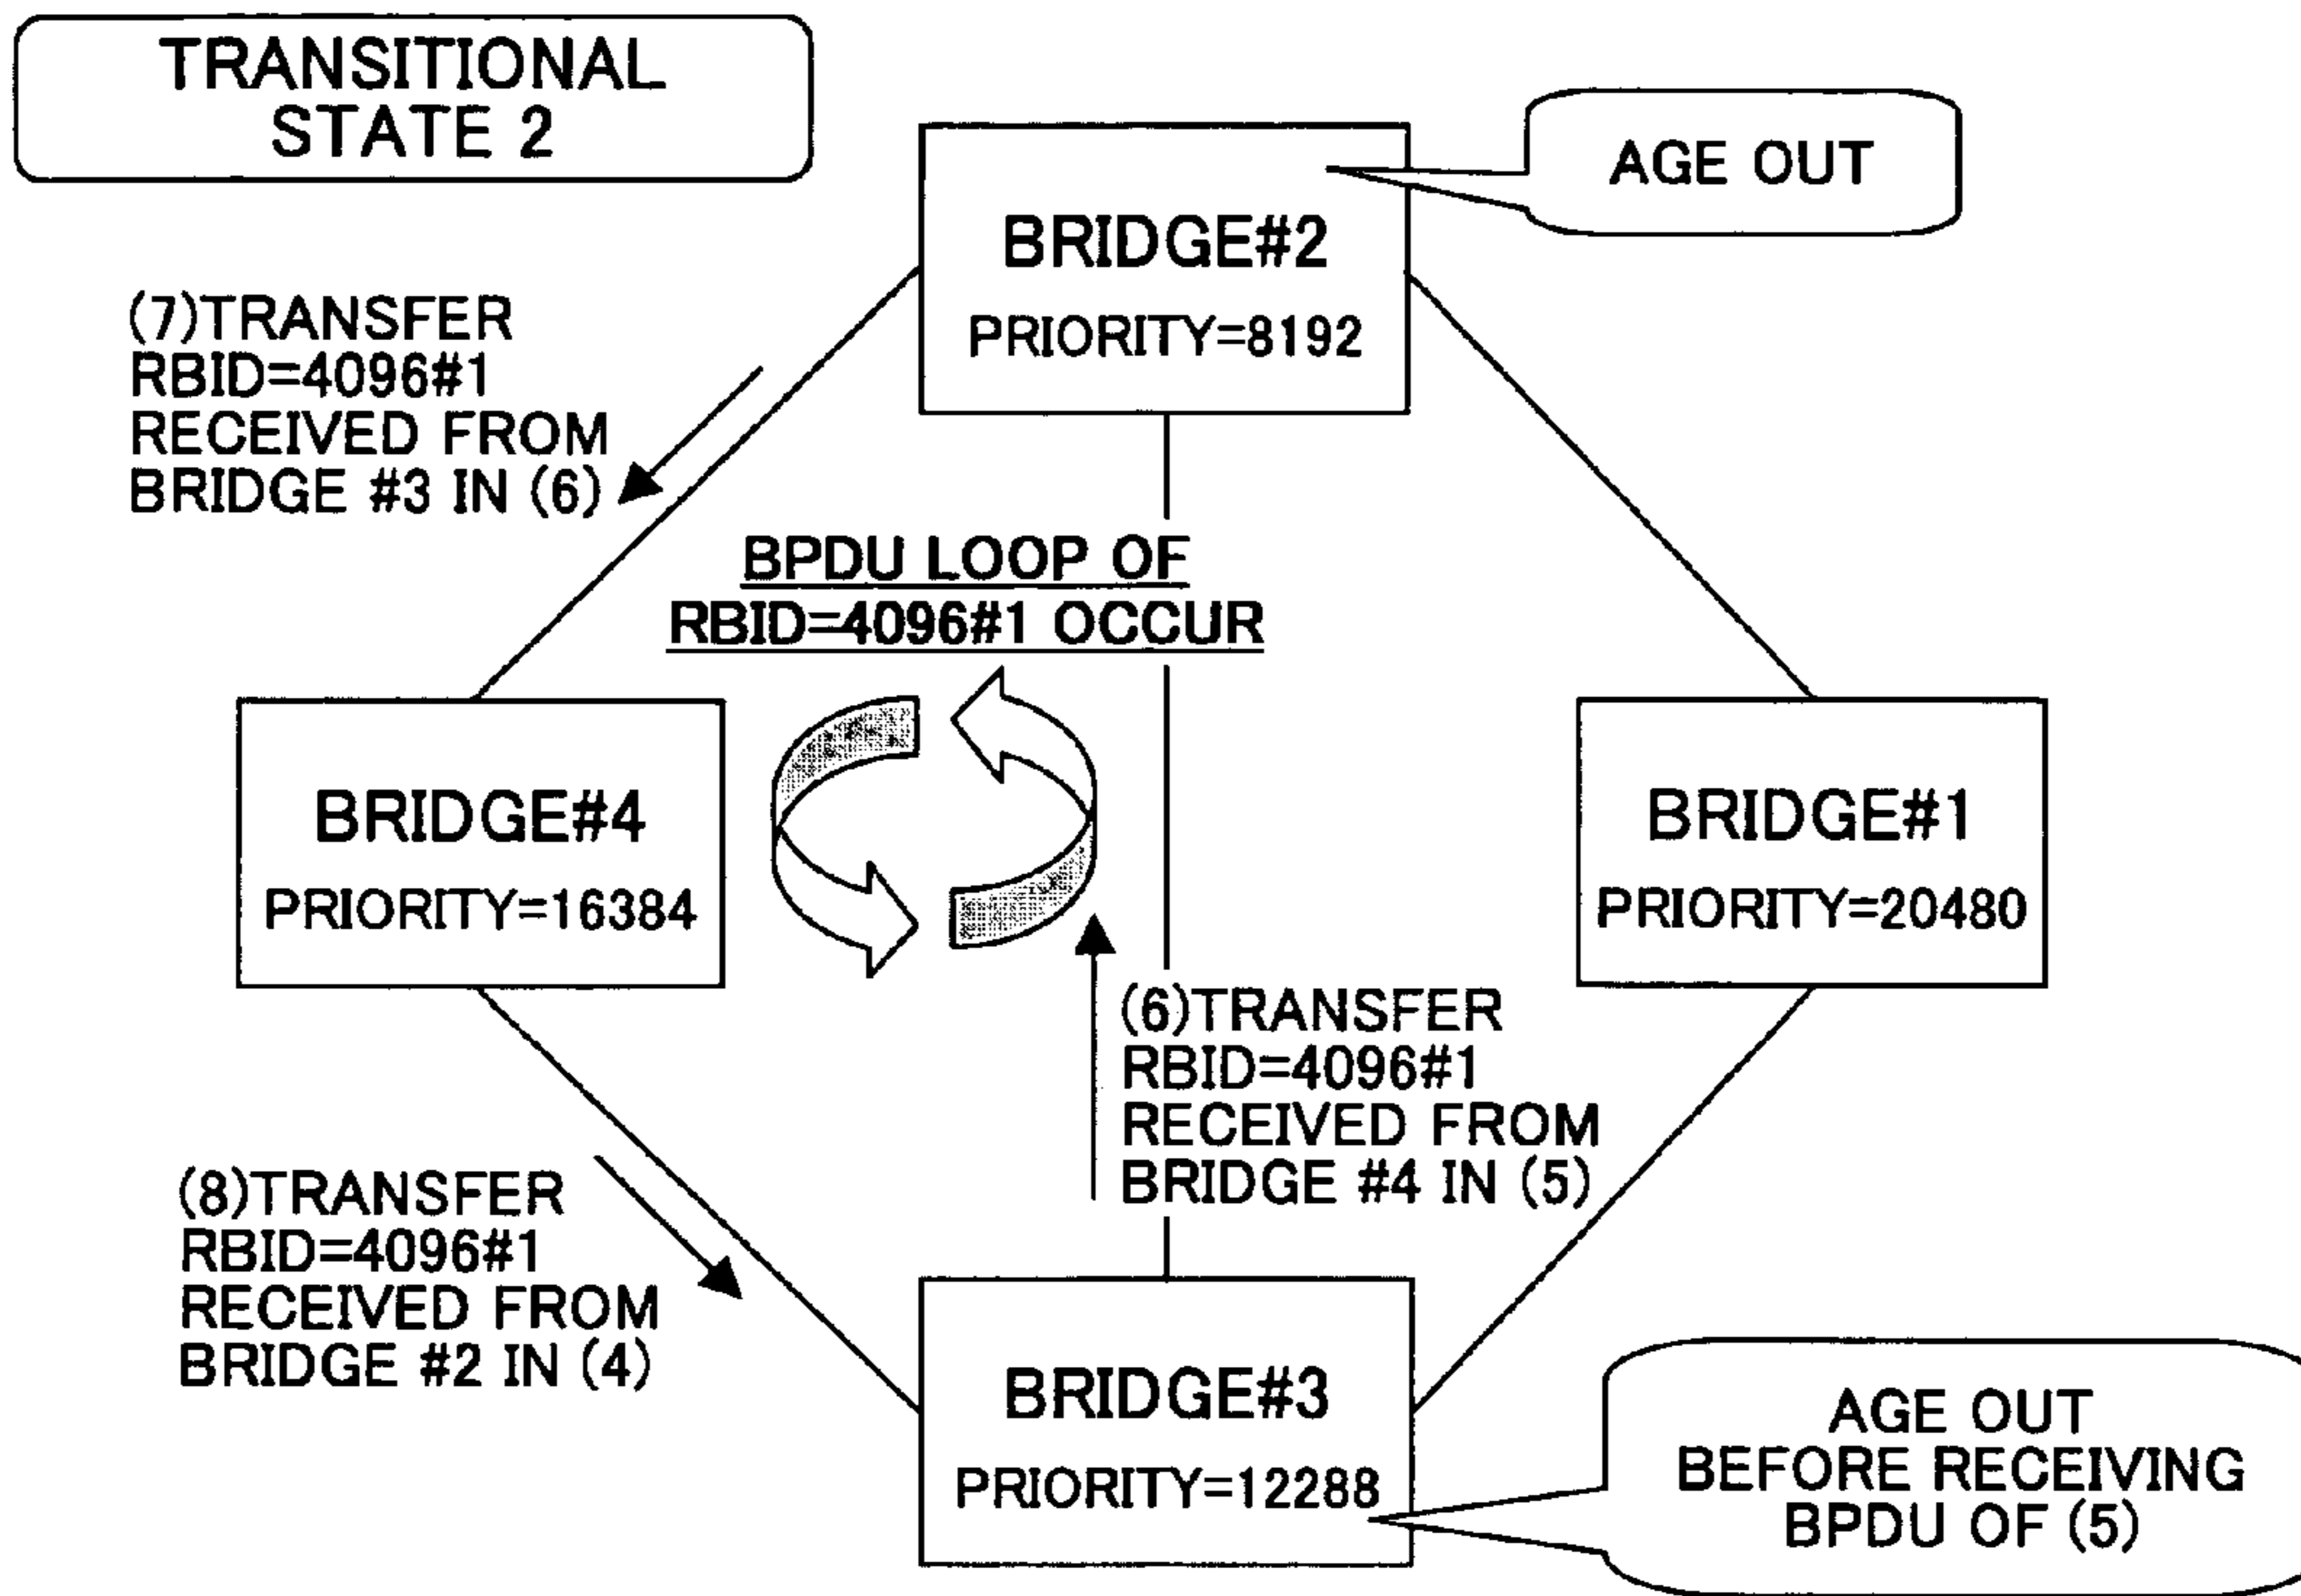 TRANSITIONAL
STATE 2
AGE OUT
BRIDGE#2
PRIORITY=8192
(7)TRANSFER
RBID=4096#1
RECEIVED FROM
BRIDGE #3 IN (6)
BPDU LOOP OF
RBID=4096#1 OCCUR
BRIDGE#4
PRIORITY=16384
BRIDGE#1
PRIORITY=20480
(6)TRANSFER
RBID=4096#1
RECEIVED FROM
BRIDGE #4 IN (5)
(8)TRANSFER
RBID=4096#1
RECEIVED FROM
BRIDGE #2 IN (4)
BRIDGE#3
PRIORITY=12288
AGE OUT
BEFORE RECEIVING
BPDU OF (5)